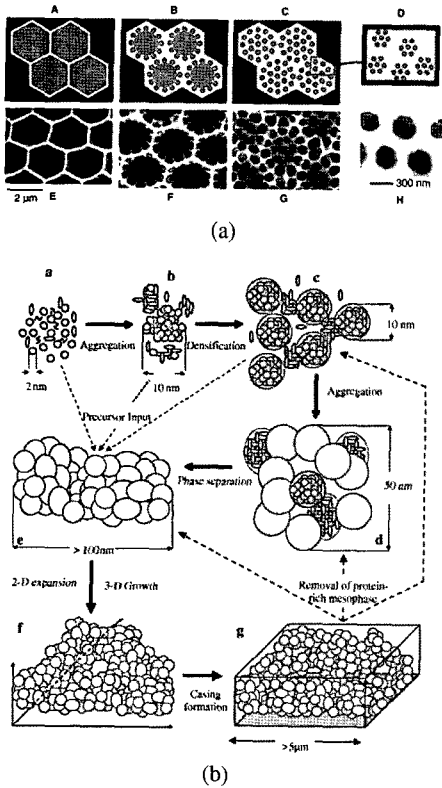 A B C D
2 μm
E F G
300 nm
H
(a)
a b c
Aggregation Densification
2 nm 10 nm 10 nm
Precursor Input
Aggregation
Phase separation
50 nm
e d
> 100nm
2-D expansion 3-D Growth
Removal of protein-
rich mesophase
f g
Casing
formation
>5μm
(b)